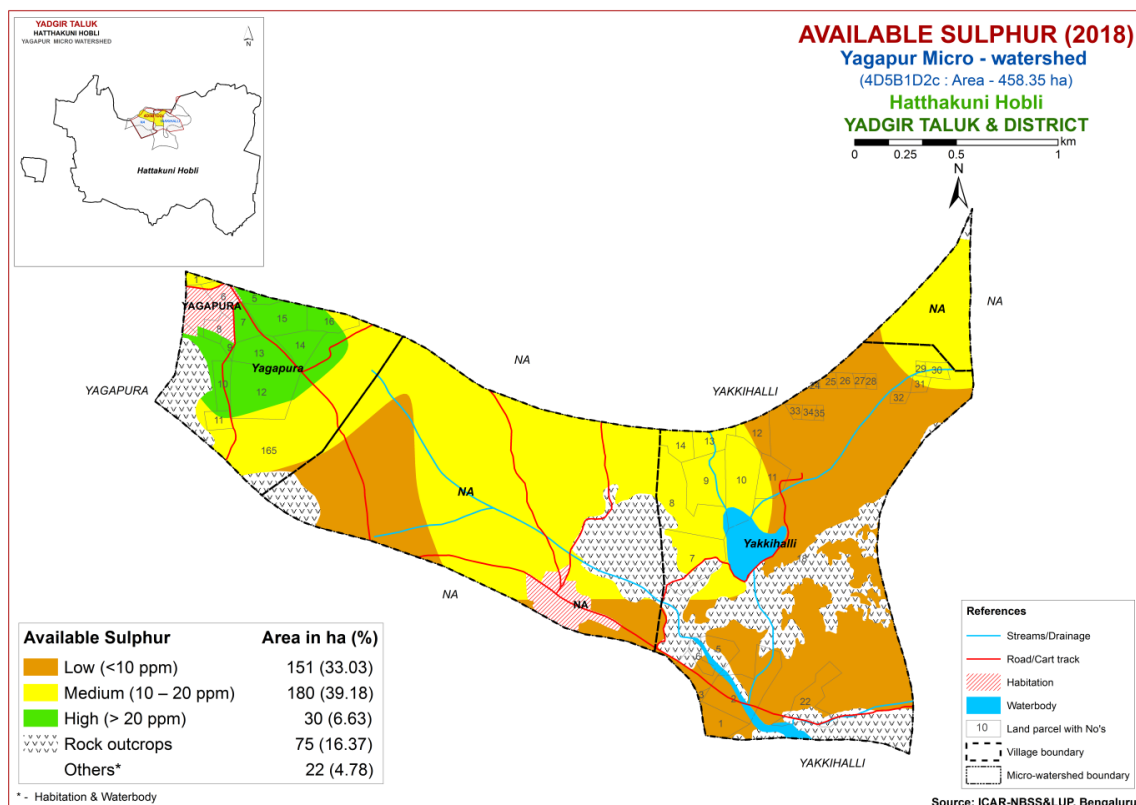 YADGIR TALUK
HATTHAKUNI HOBLI
YAGAPUR MICRO WATERSHED
N
Hattakuni Hobli
AVAILABLE SULPHUR (2018)
Yagapur Micro - watershed
(4D5B1D2c : Area - 458.35 ha)
Hatthakuni Hobli
YADGIR TALUK & DISTRICT
km
0 0.25 0.5 1
N
1
6
5
YAGAPURA
15
8
7
16
NA
NA
NA
9
13
14
Yagapura
YAGAPURA
10
12
YAKKIHALLI
24 25 26 27 28
29 30
31
32
11
33 34 35
165
14
13
12
NA
9
10
11
8
Yakkihalli
7
18
NA
NA
6
5
3
2
22
1
YAKKIHALLI
Available Sulphur Area in ha (%)
Low (<10 ppm) 151 (33.03)
Medium (10 – 20 ppm) 180 (39.18)
High (> 20 ppm) 30 (6.63)
Rock outcrops 75 (16.37)
Others* 22 (4.78)
* - Habitation & Waterbody
References
Streams/Drainage
Road/Cart track
Habitation
Waterbody
10 Land parcel with No's
Village boundary
Micro-watershed boundary
Source: ICAR-NBSS&LUP, Bengaluru